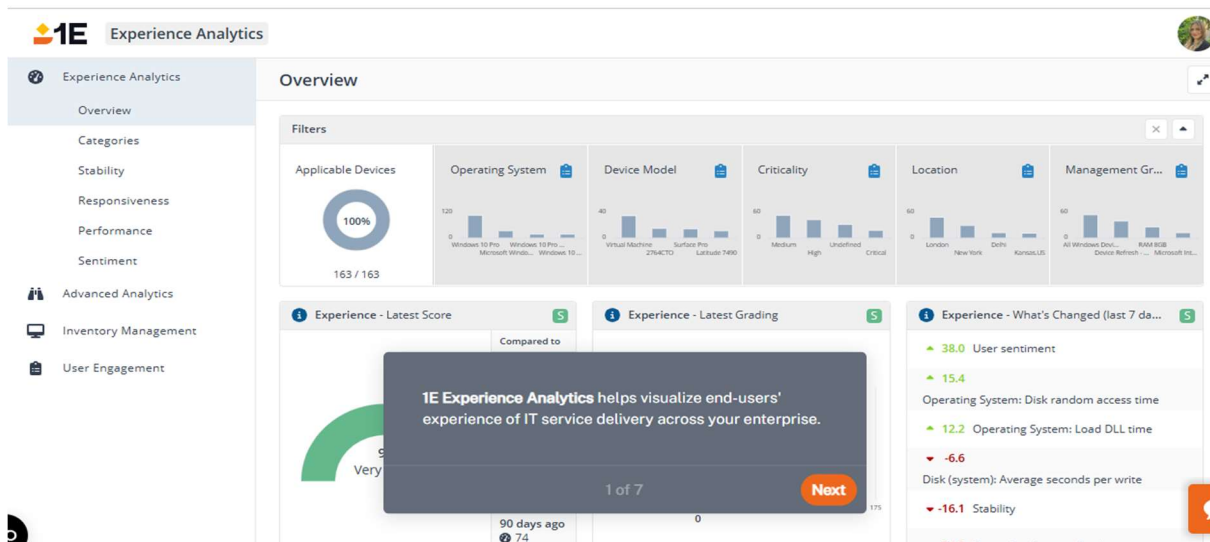 1E Experience Analytics
Experience Analytics
Overview
Categories
Stability
Responsiveness
Performance
Sentiment
Advanced Analytics
Inventory Management
User Engagement
Overview
Filters
Applicable Devices
100%
163 / 163
Operating System
120
0
Windows 10 Pro Windows 10 Pro ...
Microsoft Windo... Windows 10 ...
Device Model
40
0
Virtual Machine Surface Pro
2764CTO Latitude 7490
Criticality
60
0
Medium Undefined
High Critical
Location
60
0
London Delhi
New York Kansas,US
Management Gr...
60
0
All Windows Devi... RAM 8GB
Device Refresh - ... Microsoft Int...
Experience - Latest Score S
Compared to
Very
90 days ago
74
Experience - Latest Grading S
175
0
Experience - What's Changed (last 7 da... S
38.0 User sentiment
15.4
Operating System: Disk random access time
12.2 Operating System: Load DLL time
-6.6
Disk (system): Average seconds per write
-16.1 Stability
1E Experience Analytics helps visualize end-users'
experience of IT service delivery across your enterprise.
1 of 7
Next